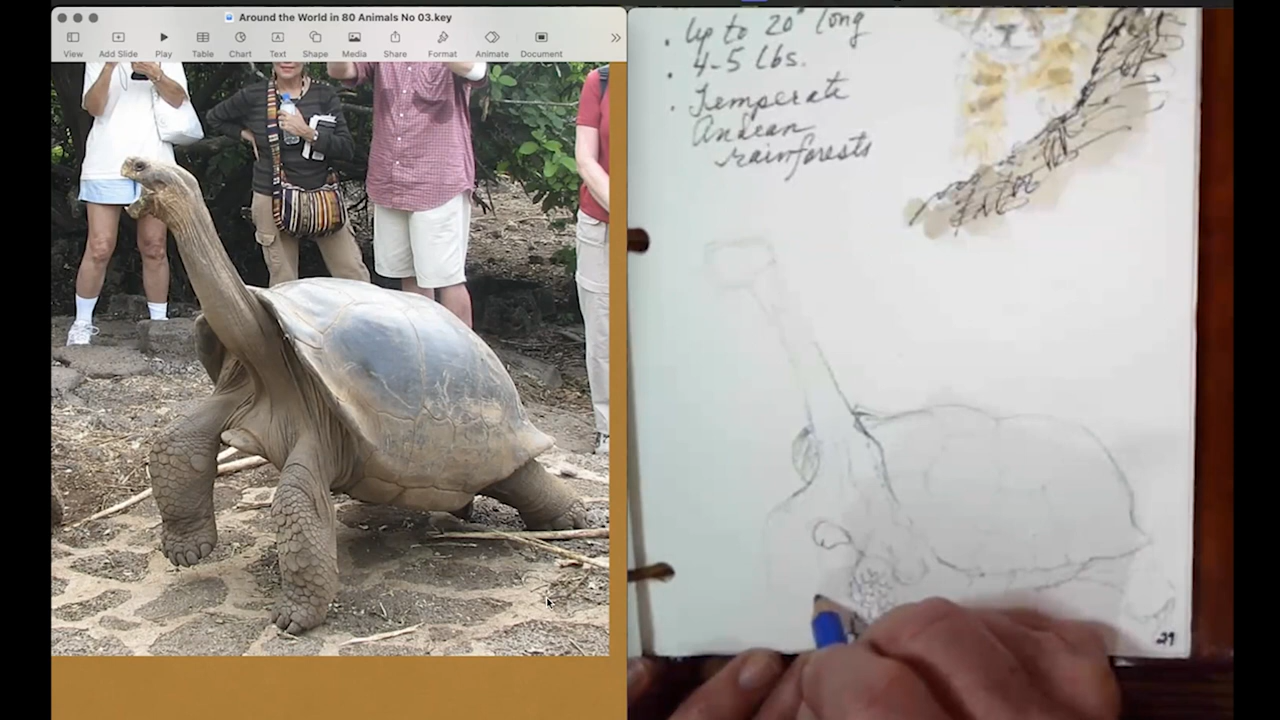 Around the World in 80 Animals No 03.key
View
Add Slide
Play
Table
Chart
Text
Shape
Media
Share
Format
Animate
Document
· Up to 20" long
· 4-5 lbs.
· Temperate
Andean
rainforests
29